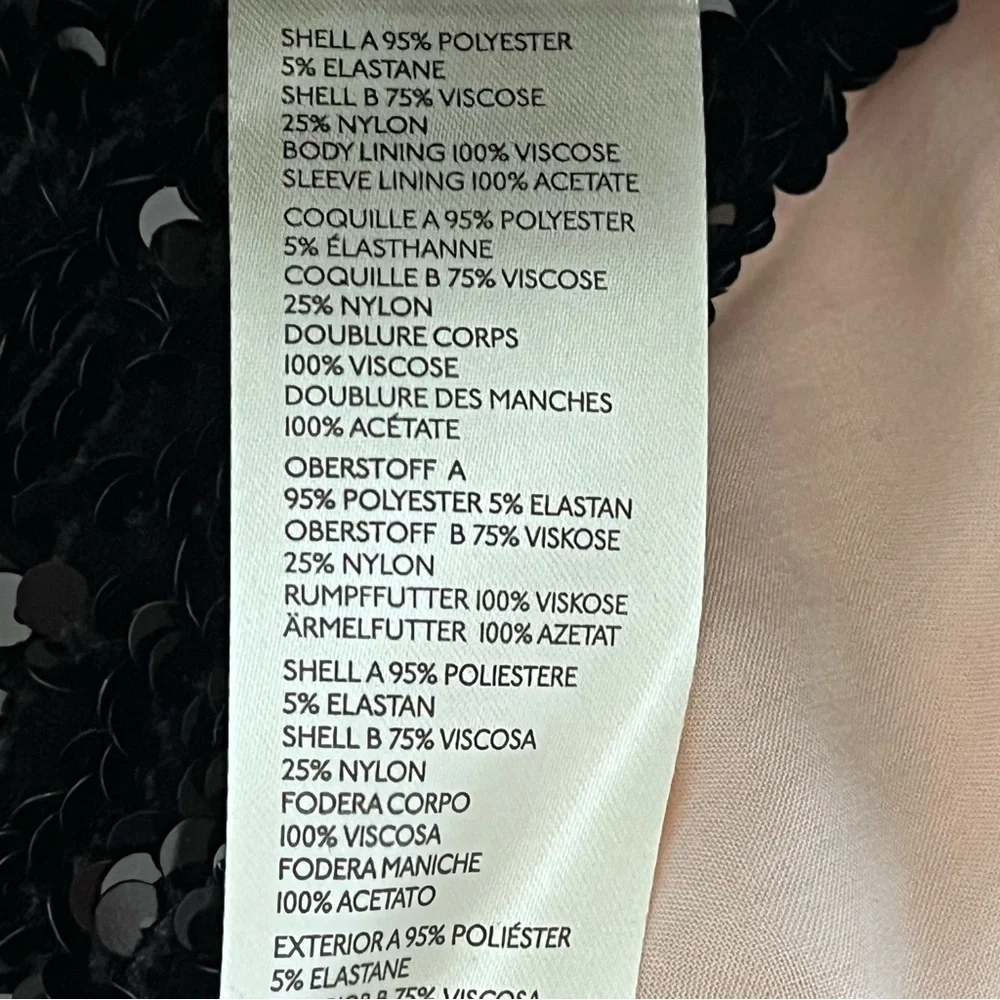 SHELL A 95% POLYESTER
5% ELASTANE
SHELL B 75% VISCOSE
25% NYLON
BODY LINING 100% VISCOSE
SLEEVE LINING 100% ACETATE
COQUILLE A 95% POLYESTER
5% ÉLASTHANNE
COQUILLE B 75% VISCOSE
25% NYLON
DOUBLURE CORPS
100% VISCOSE
DOUBLURE DES MANCHES
100% ACÉTATE
OBERSTOFF A
95% POLYESTER 5% ELASTAN
OBERSTOFF B 75% VISKOSE
25% NYLON
RUMPFFUTTER 100% VISKOSE
ÄRMELFUTTER 100% AZETAT
SHELL A 95% POLIESTERE
5% ELASTAN
SHELL B 75% VISCOSA
25% NYLON
FODERA CORPO
100% VISCOSA
FODERA MANICHE
100% ACETATO
EXTERIOR A 95% POLIÉSTER
5% ELASTANE
B 75% VISCOSA